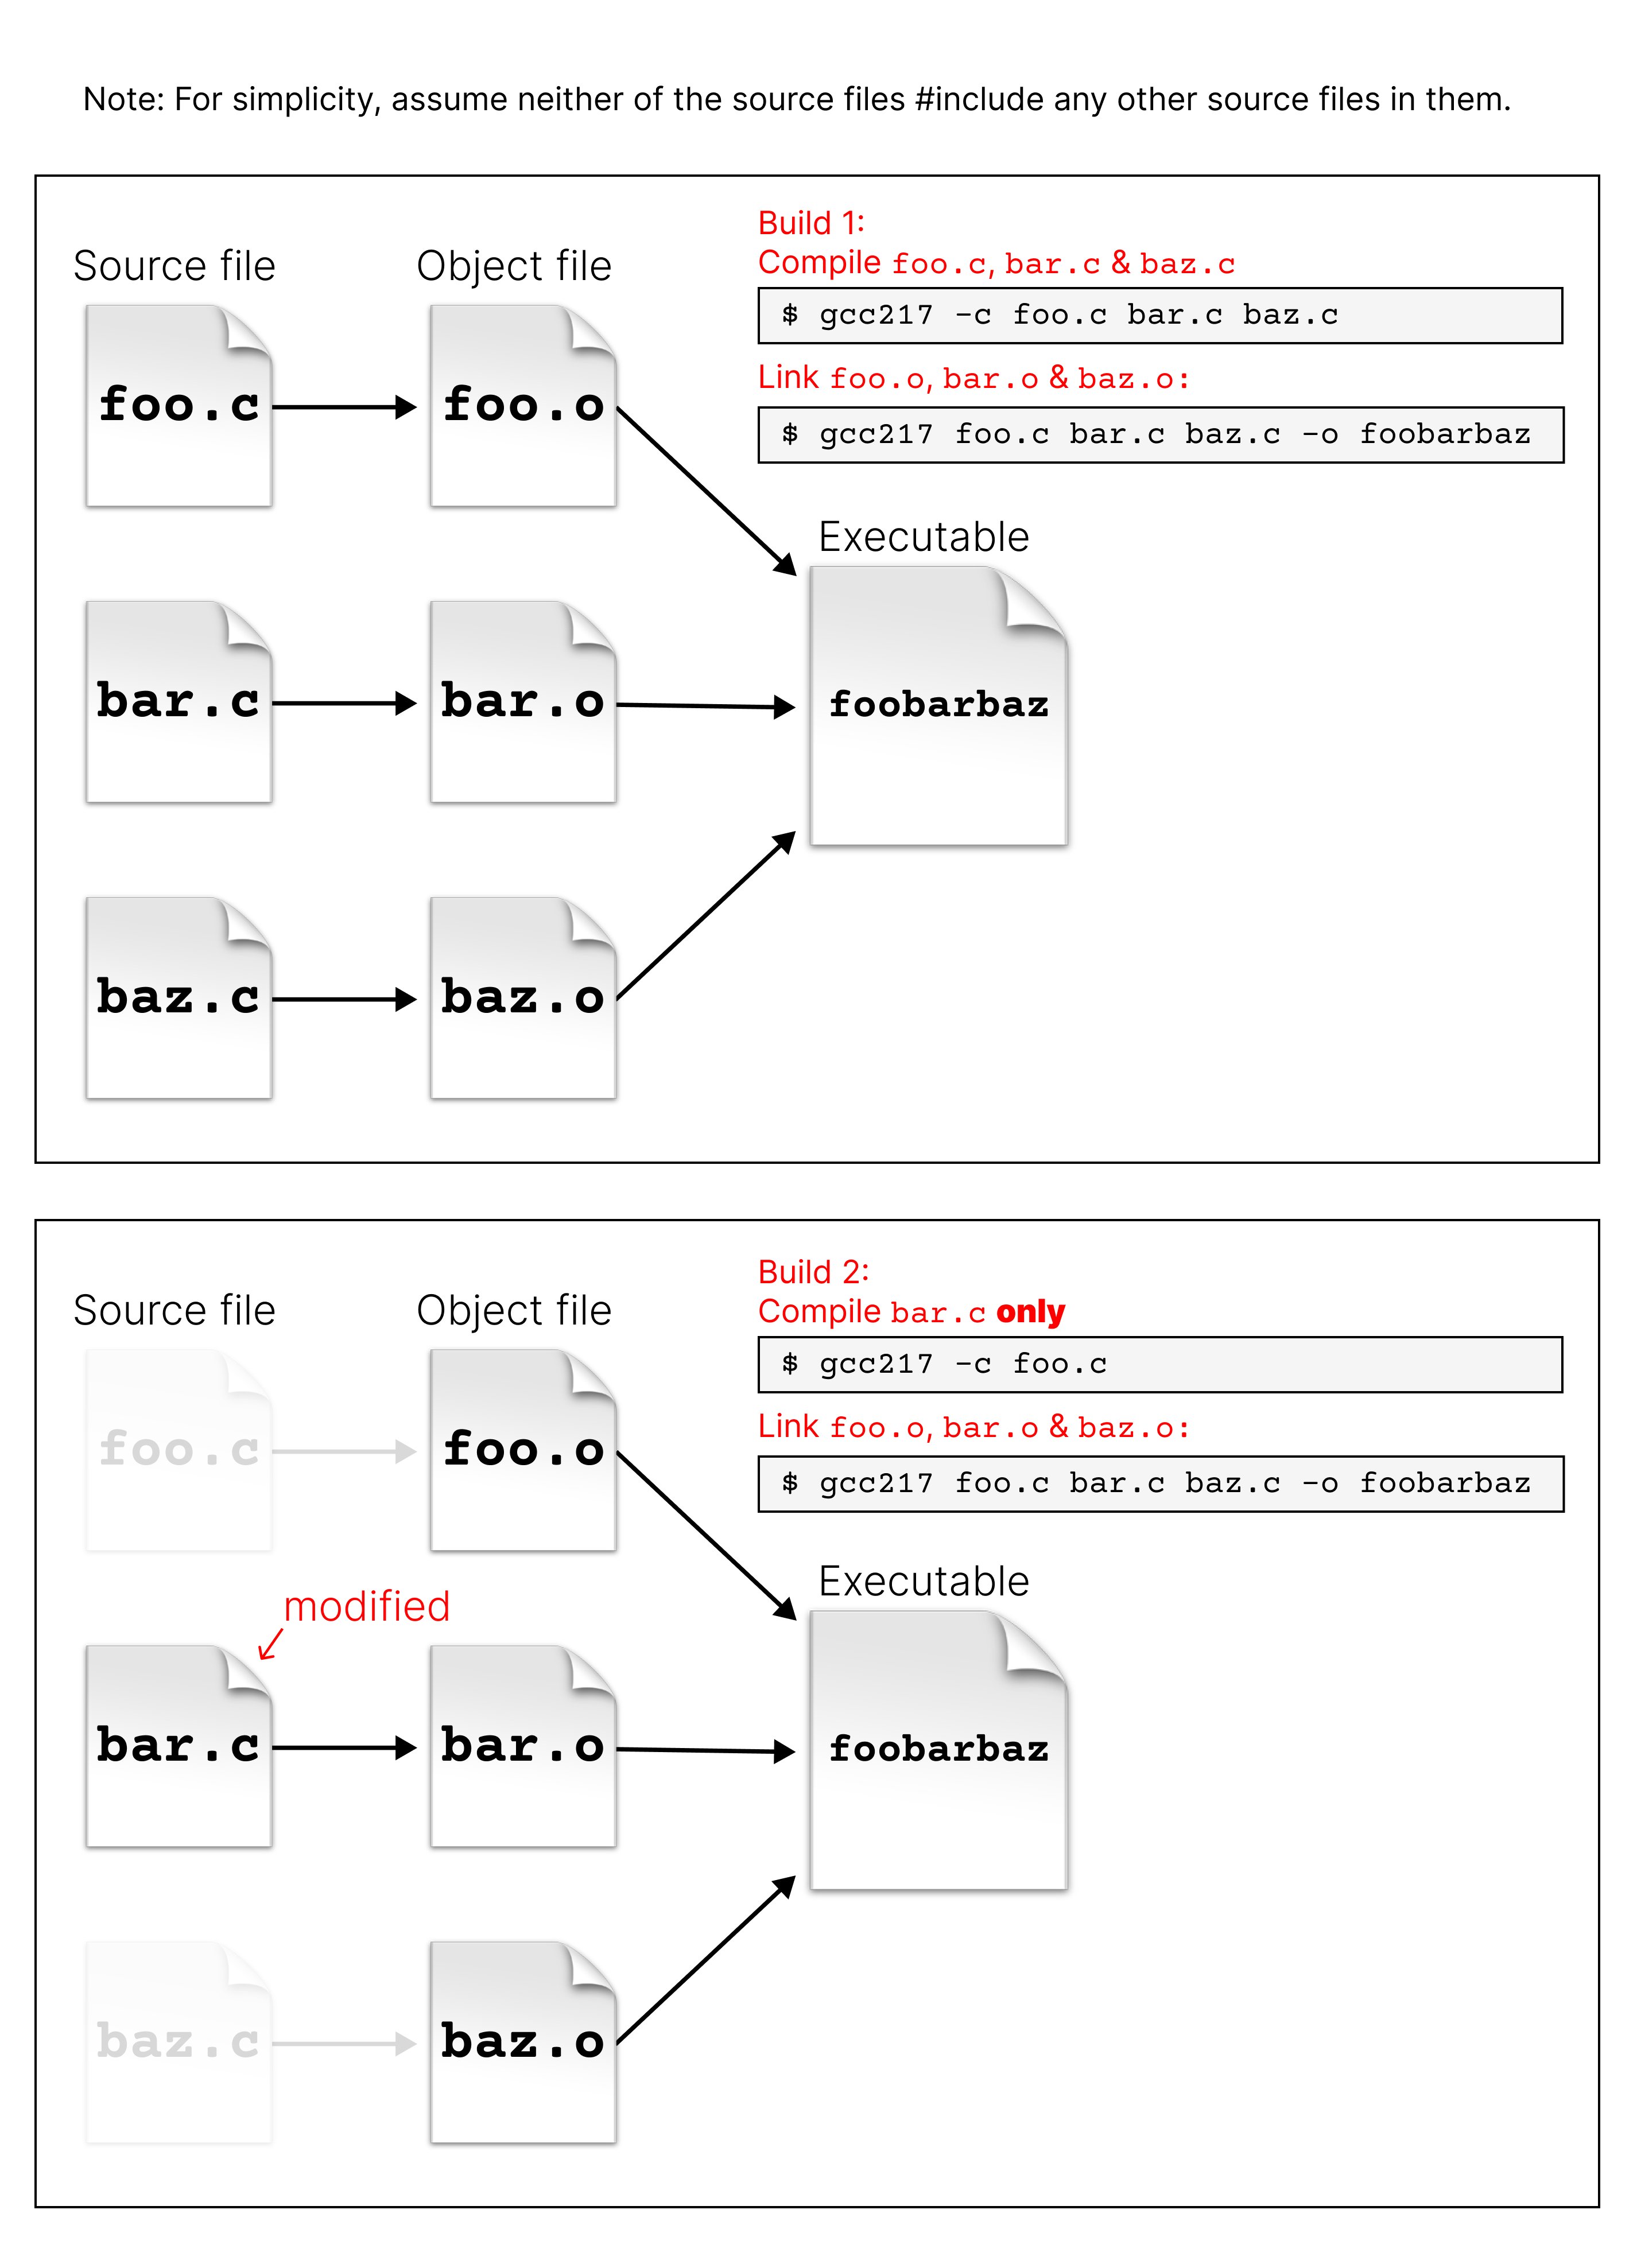 Note: For simplicity, assume neither of the source files #include any other source files in them.
Build 1:
Compile foo.c, bar.c & baz.c
$ gcc217 -c foo.c bar.c baz.c
Link foo.o, bar.o & baz.o:
$ gcc217 foo.c bar.c baz.c -o foobarbaz
Source file
Object file
Executable
foo.c
foo.o
bar.c
bar.o
foobarbaz
baz.c
baz.o
Build 2:
Compile bar.c only
$ gcc217 -c foo.c
Link foo.o, bar.o & baz.o:
$ gcc217 foo.c bar.c baz.c -o foobarbaz
Source file
Object file
Executable
foo.c
foo.o
modified
bar.c
bar.o
foobarbaz
baz.c
baz.o